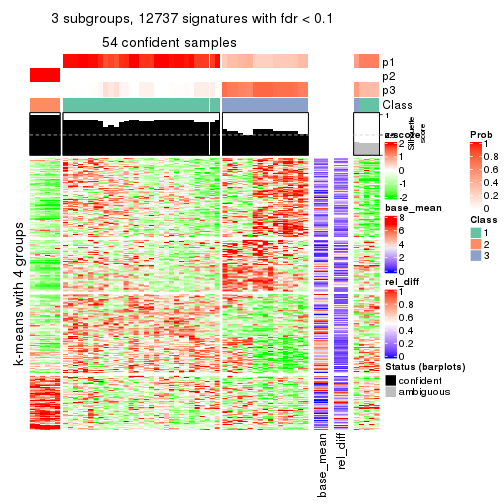 3 subgroups, 12737 signatures with fdr < 0.1
54 confident samples
p1
p2
p3
Class
1
Silhouette
score
z-score
2
1
0
-1
-2
base_mean
8
6
4
2
0
rel_diff
1
0.8
0.6
0.4
0.2
0
Status (barplots)
confident
ambiguous
Prob
1
0.8
0.6
0.4
0.2
0
Class
1
2
3
k-means with 4 groups
base_mean
rel_diff